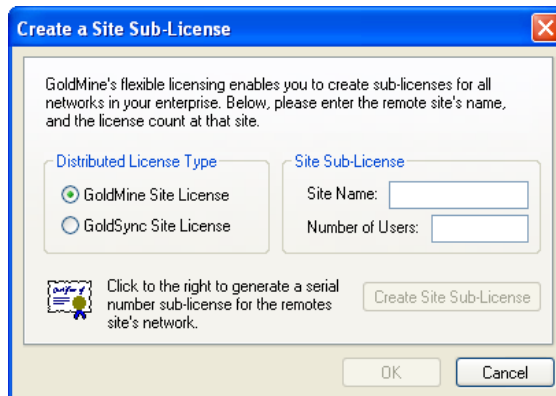 Create a Site Sub-License
GoldMine's flexible licensing enables you to create sub-licenses for all
networks in your enterprise. Below, please enter the remote site's name,
and the license count at that site.
Distributed License Type
GoldMine Site License
GoldSync Site License
Site Sub-License
Site Name:
Number of Users:
Click to the right to generate a serial
number sub-license for the remotes
site's network.
Create Site Sub-License
OK
Cancel